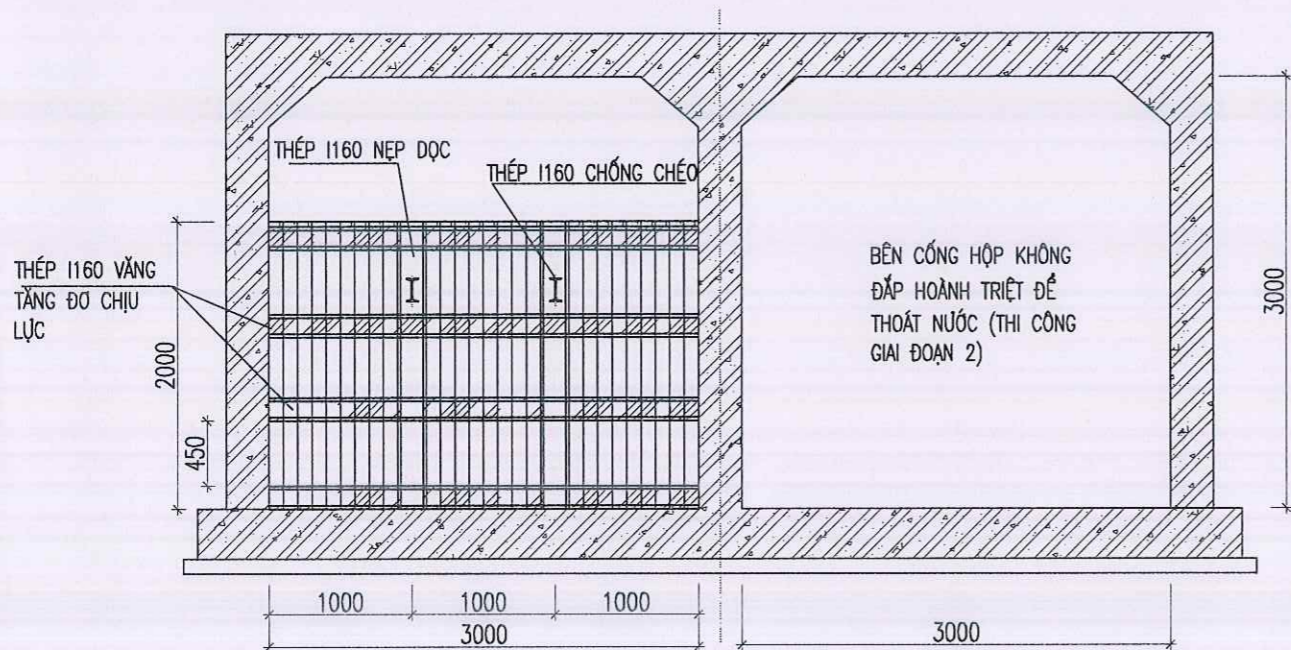 THÉP I160 NẸP DỌC
THÉP I160 CHỐNG CHÉO
THÉP I160 VĂNG
TĂNG ĐƠ CHỊU
LỰC
BÊN CỐNG HỘP KHÔNG
ĐẮP HOÀNH TRIỆT ĐỂ
THOÁT NƯỚC (THI CÔNG
GIAI ĐOẠN 2)
2000
450
3000
1000
1000
1000
3000
3000